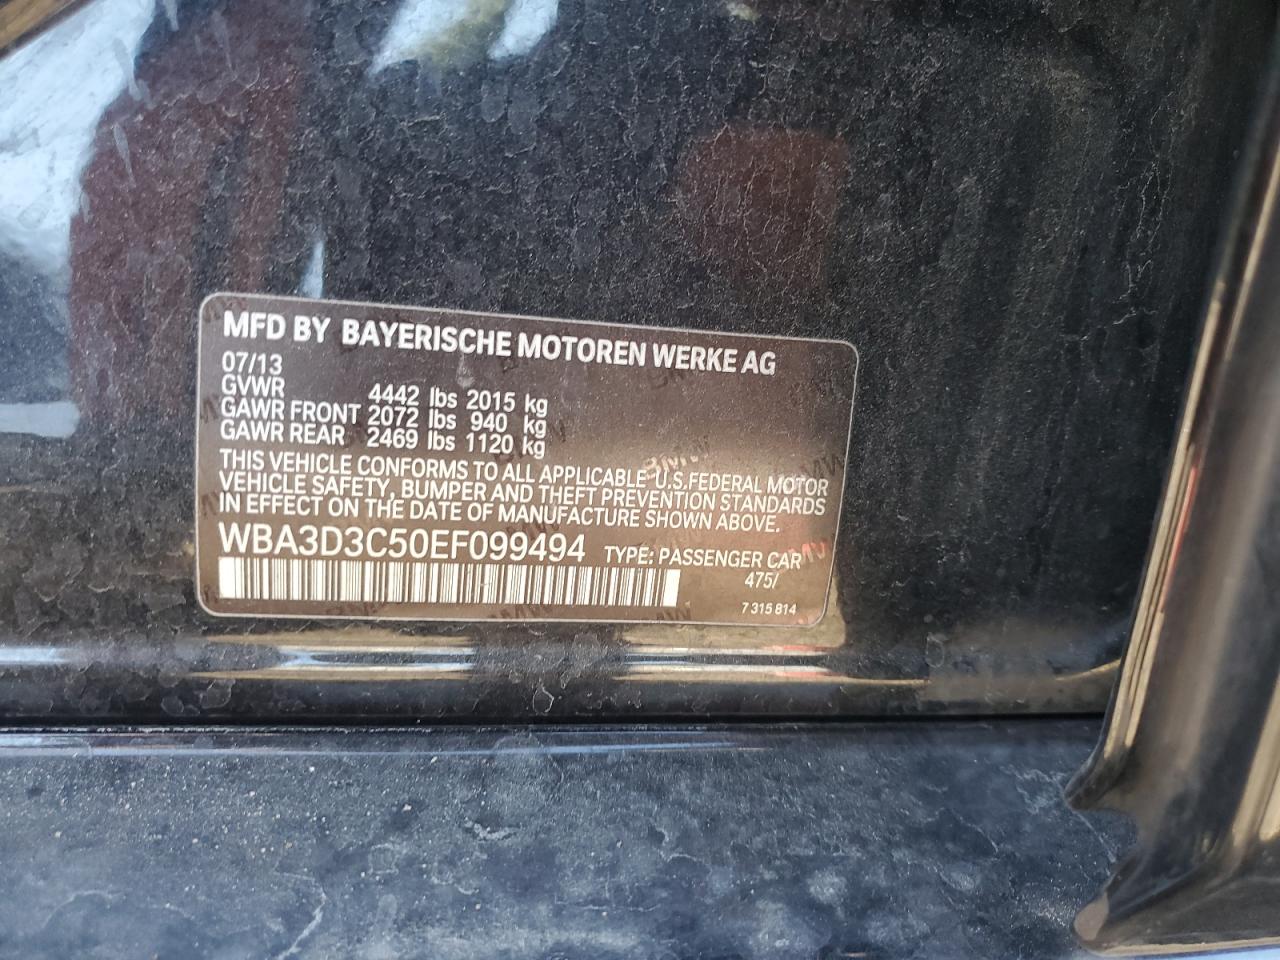 MFD BY BAYERISCHE MOTOREN WERKE AG
07/13
GVWR 4442 lbs 2015 kg
GAWR FRONT 2072 lbs 940 kg
GAWR REAR 2469 lbs 1120 kg
THIS VEHICLE CONFORMS TO ALL APPLICABLE U.S.FEDERAL MOTOR
VEHICLE SAFETY, BUMPER AND THEFT PREVENTION STANDARDS
IN EFFECT ON THE DATE OF MANUFACTURE SHOWN ABOVE.
WBA3D3C50EF099494 TYPE: PASSENGER CAR
475/
7 315 814